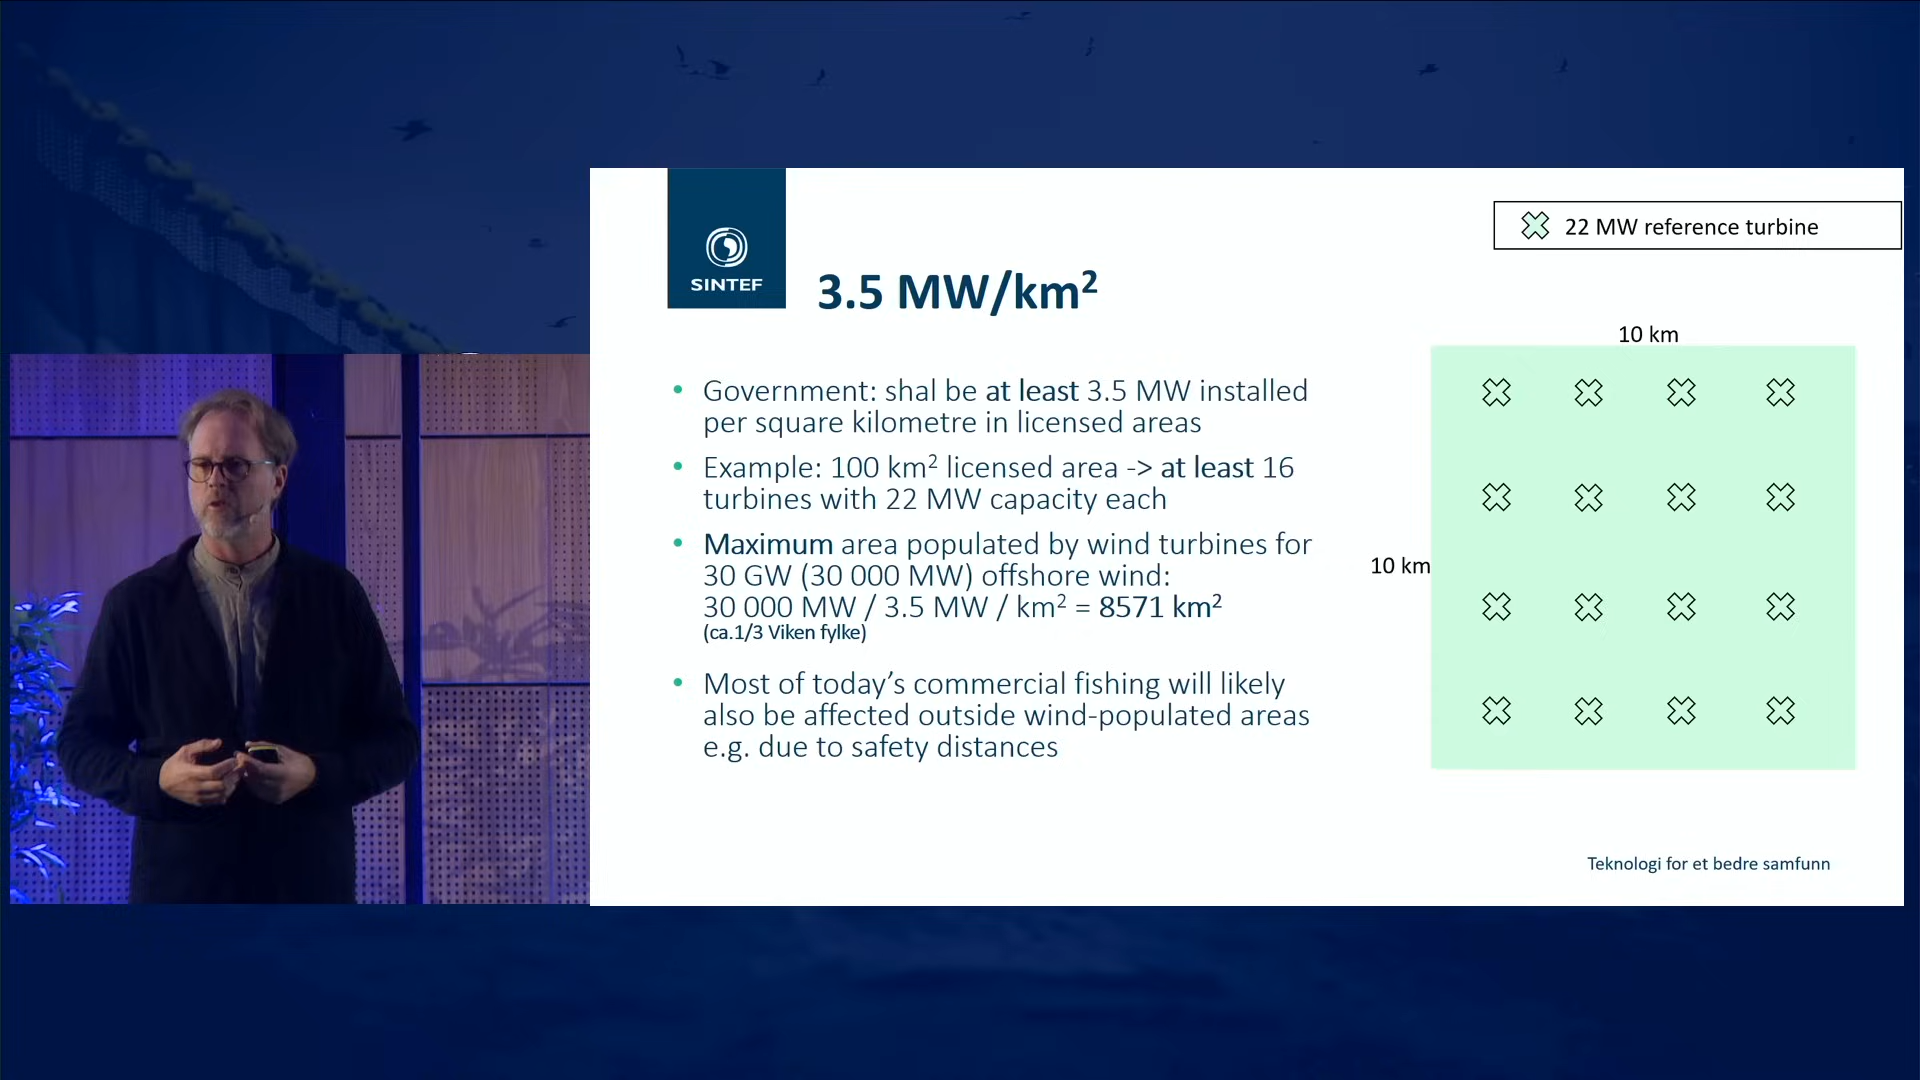 SINTEF
3.5 MW/km²
22 MW reference turbine
• Government: shal be at least 3.5 MW installed
per square kilometre in licensed areas
• Example: 100 km² licensed area -> at least 16
turbines with 22 MW capacity each
• Maximum area populated by wind turbines for
30 GW (30 000 MW) offshore wind:
30 000 MW / 3.5 MW / km² = 8571 km²
(ca.1/3 Viken fylke)
• Most of today’s commercial fishing will likely
also be affected outside wind-populated areas
e.g. due to safety distances
10 km
10 km
Teknologi for et bedre samfunn